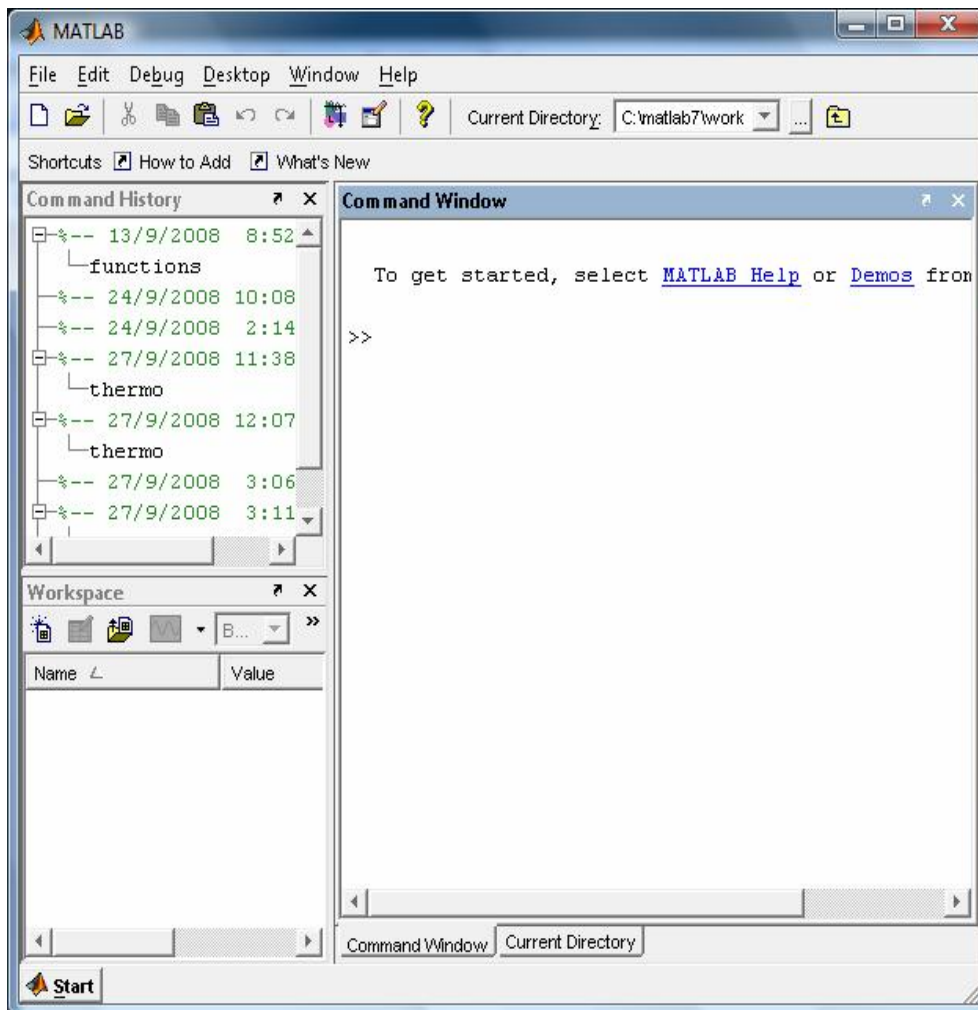 MATLAB
File Edit Debug Desktop Window Help
Current Directory: C:\matlab7\work ...
Shortcuts How to Add What's New
Command History
%-- 13/9/2008 8:52
functions
%-- 24/9/2008 10:08
%-- 24/9/2008 2:14
%-- 27/9/2008 11:38
thermo
%-- 27/9/2008 12:07
thermo
%-- 27/9/2008 3:06
%-- 27/9/2008 3:11
Workspace
B... »
Name Value
Command Window
To get started, select MATLAB Help or Demos from
>>
Command Window Current Directory
Start